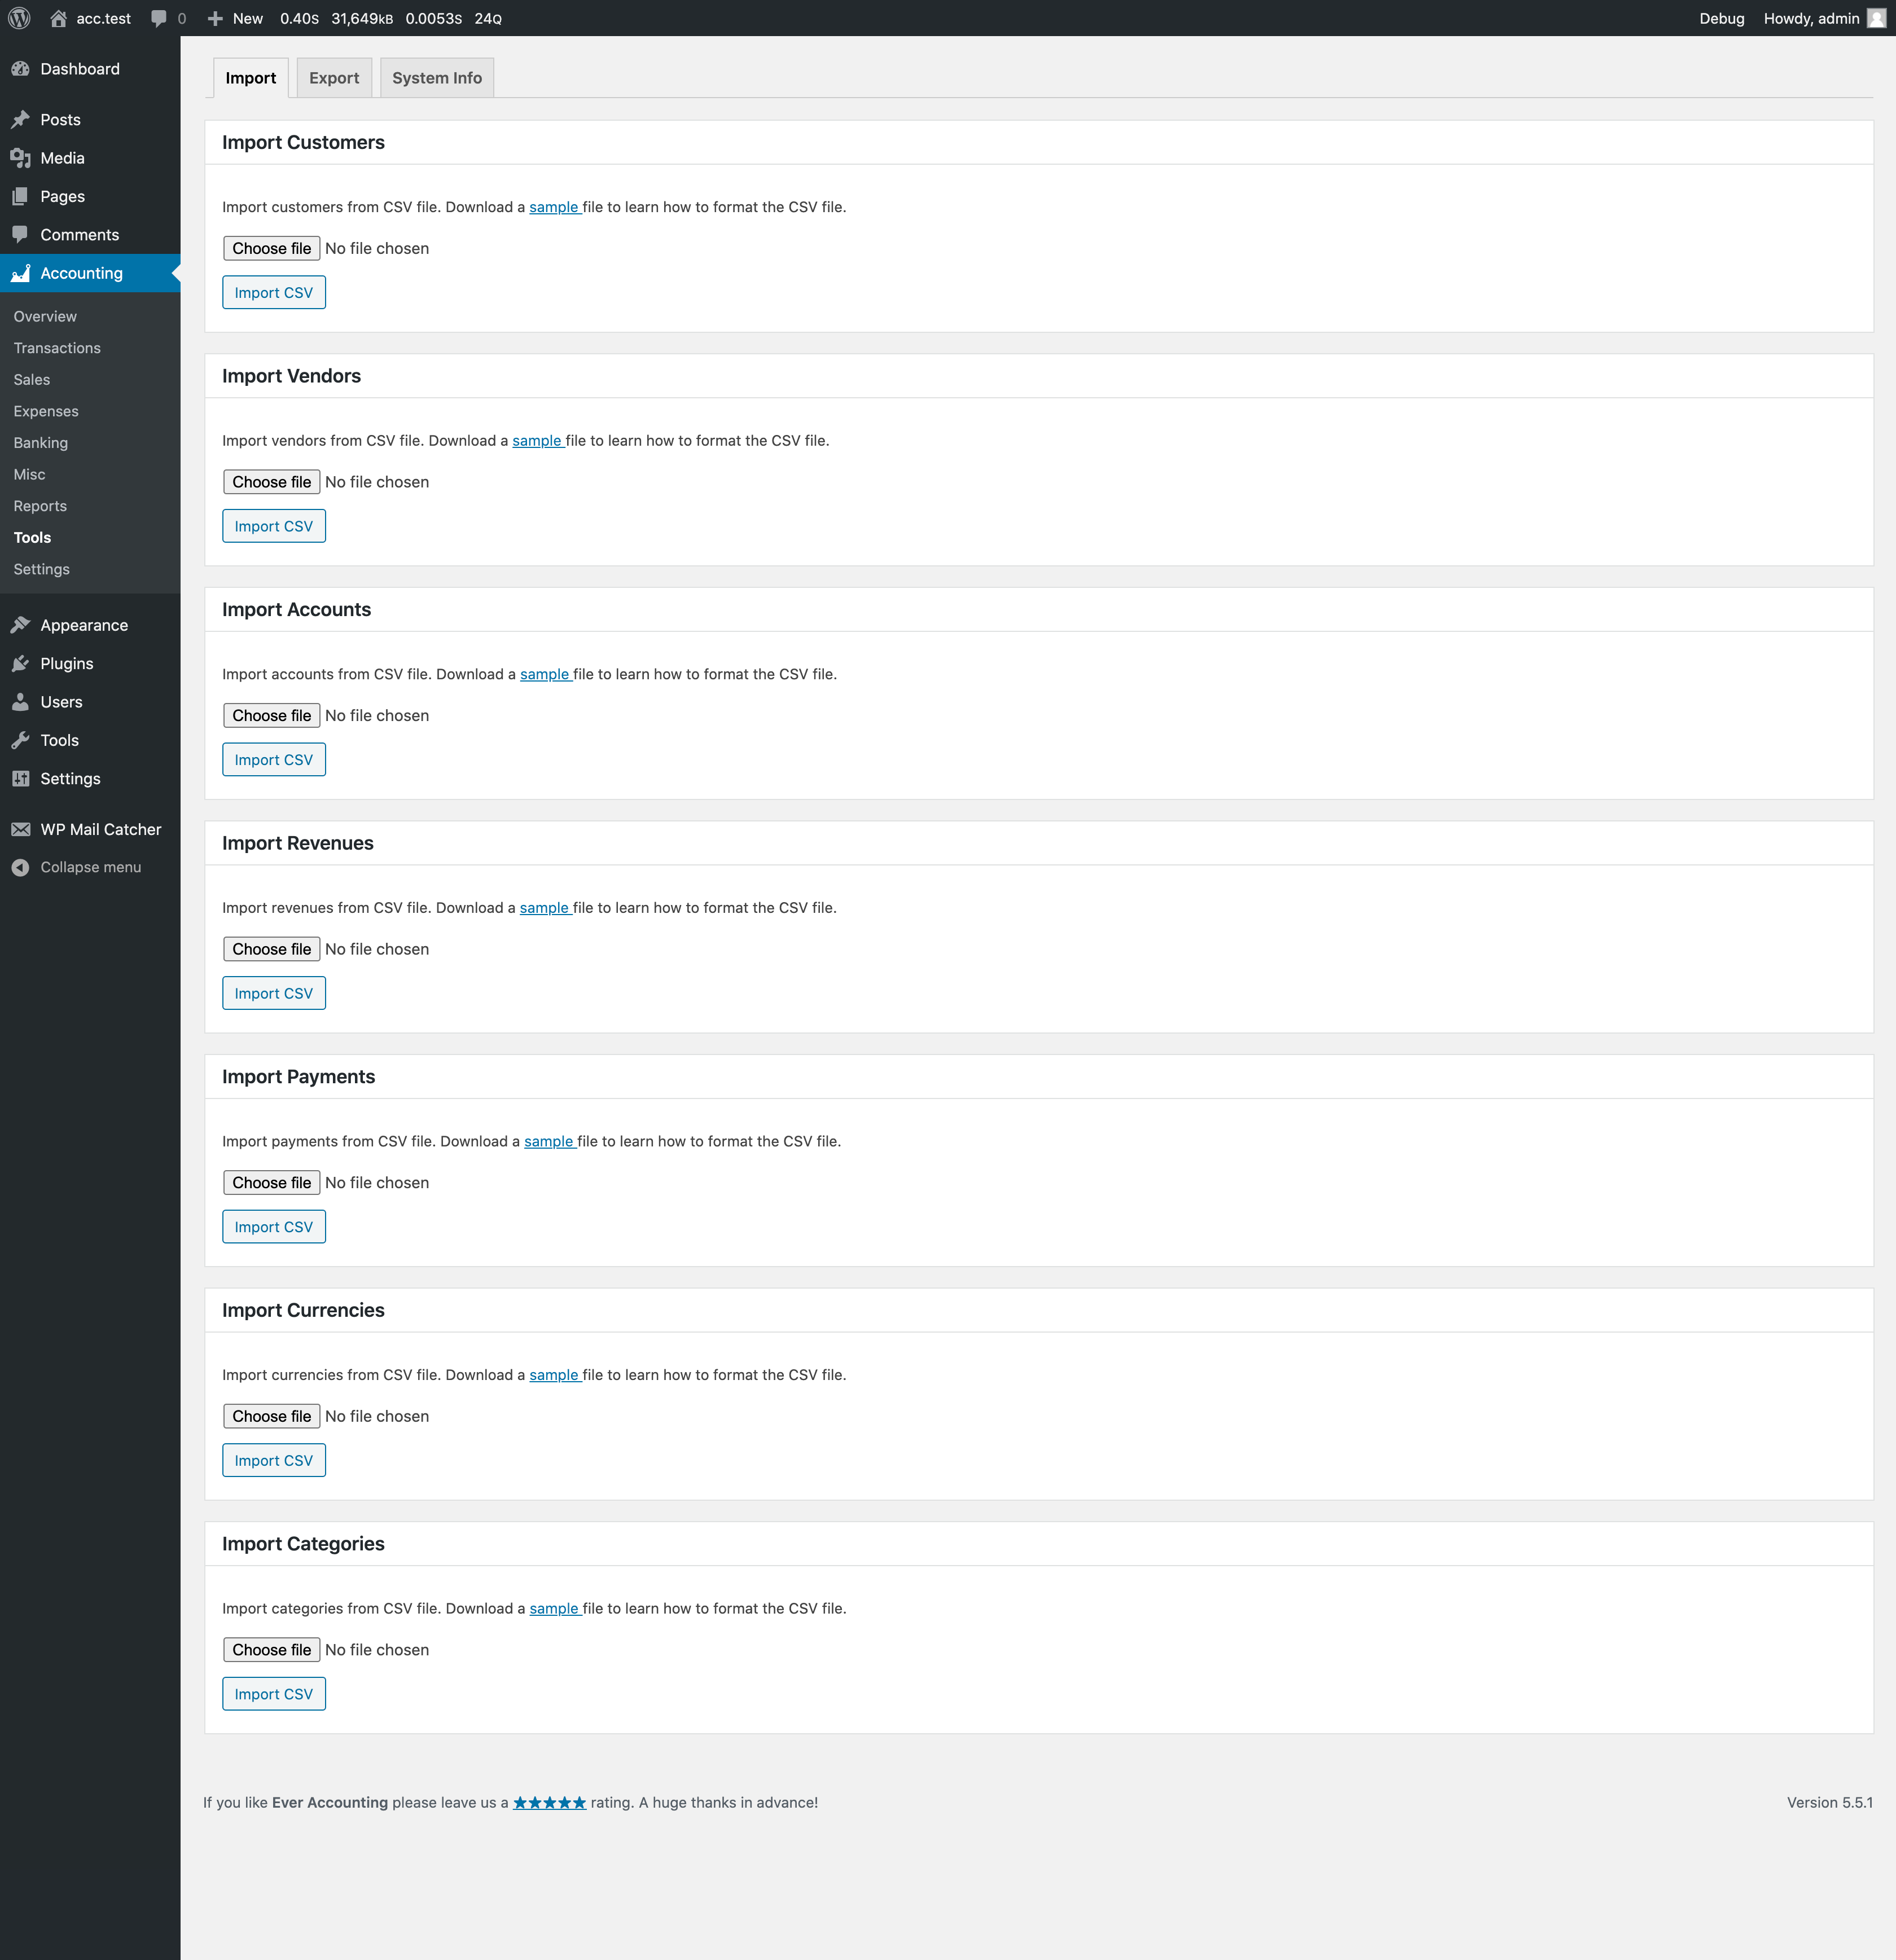 acc.test 0 New 0.40S 31,649KB 0.0053S 24Q Debug Howdy, admin
Dashboard
Posts
Media
Pages
Comments
Accounting
Overview
Transactions
Sales
Expenses
Banking
Misc
Reports
Tools
Settings
Appearance
Plugins
Users
Tools
Settings
WP Mail Catcher
Collapse menu
Import Export System Info
Import Customers
Import customers from CSV file. Download a sample file to learn how to format the CSV file.
Choose file No file chosen
Import CSV
Import Vendors
Import vendors from CSV file. Download a sample file to learn how to format the CSV file.
Choose file No file chosen
Import CSV
Import Accounts
Import accounts from CSV file. Download a sample file to learn how to format the CSV file.
Choose file No file chosen
Import CSV
Import Revenues
Import revenues from CSV file. Download a sample file to learn how to format the CSV file.
Choose file No file chosen
Import CSV
Import Payments
Import payments from CSV file. Download a sample file to learn how to format the CSV file.
Choose file No file chosen
Import CSV
Import Currencies
Import currencies from CSV file. Download a sample file to learn how to format the CSV file.
Choose file No file chosen
Import CSV
Import Categories
Import categories from CSV file. Download a sample file to learn how to format the CSV file.
Choose file No file chosen
Import CSV
If you like Ever Accounting please leave us a ★★★★★ rating. A huge thanks in advance! Version 5.5.1